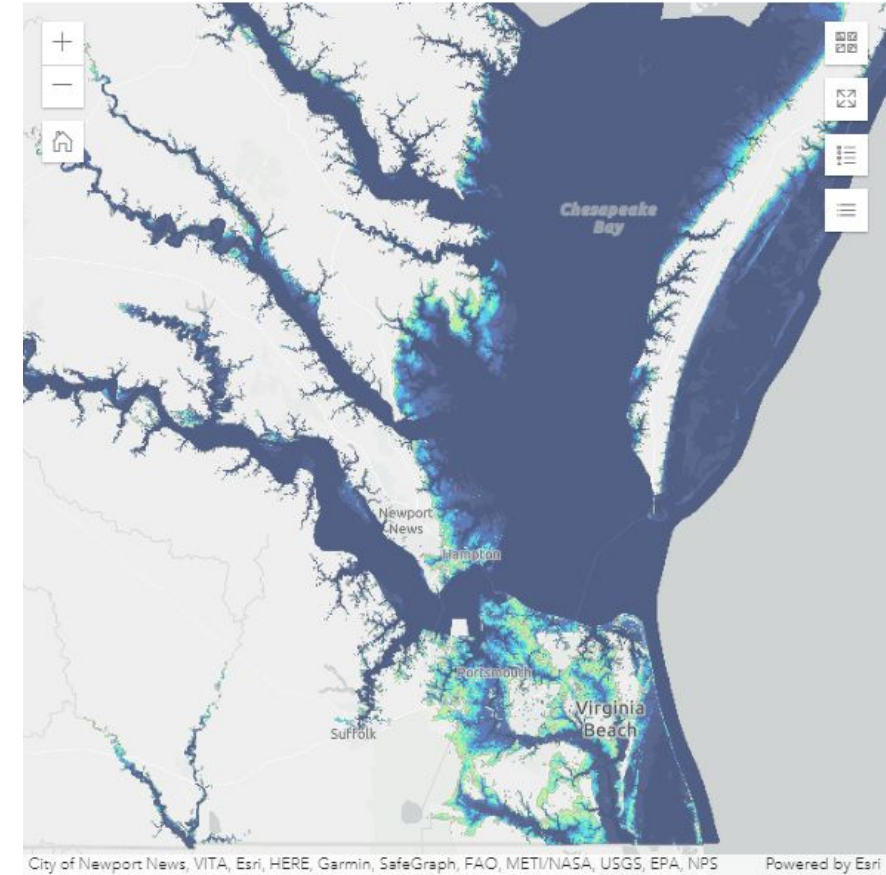 Chesapeake
Bay
Newport
News
Hampton
Portsmouth
Virginia
Beach
Suffolk
City of Newport News, VITA, Esri, HERE, Garmin, SafeGraph, FAO, METI/NASA, USGS, EPA, NPS Powered by Esri